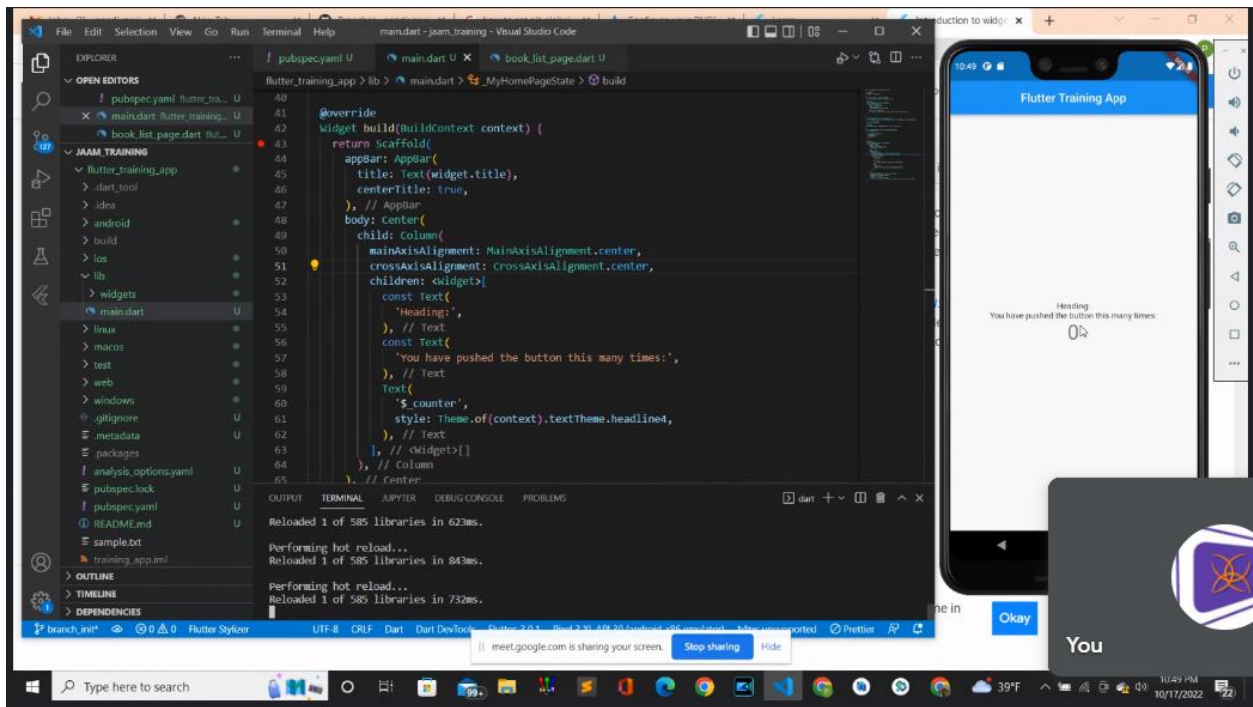 File Edit Selection View Go Run Terminal Help main.dart - jaam_training - Visual Studio Code
EXPLORER
OPEN EDITORS
pubspec.yaml flutter_tra... U
main.dart flutter_training... U
book_list_page.dart flut... U
JAAM_TRAINING
flutter_training_app
.dart_tool
.idea
android
build
ios
lib
widgets
main.dart U
linux
macos
test
web
windows
.gitignore U
.metadata U
.packages
analysis_options.yaml U
pubspec.lock U
pubspec.yaml U
README.md U
sample.txt
training_app.iml
OUTLINE
TIMELINE
DEPENDENCIES
127
1
pubspec.yaml U main.dart U book_list_page.dart U
flutter_training_app > lib > main.dart > _MyHomePageState > build
40
41 @override
42 Widget build(BuildContext context) {
43 return Scaffold(
44 appBar: AppBar(
45 title: Text(widget.title),
46 centerTitle: true,
47 ), // AppBar
48 body: Center(
49 child: Column(
50 mainAxisAlignment: MainAxisAlignment.center,
51 crossAxisAlignment: CrossAxisAlignment.center,
52 children: <Widget>[
53 const Text(
54 'Heading:',
55 ), // Text
56 const Text(
57 'You have pushed the button this many times:',
58 ), // Text
59 Text(
60 '$_counter',
61 style: Theme.of(context).textTheme.headline4,
62 ), // Text
63 ], // <Widget>[]
64 ), // Column
65 ), // Center
OUTPUT TERMINAL JUPYTER DEBUG CONSOLE PROBLEMS
dart
Reloaded 1 of 585 libraries in 623ms.
Performing hot reload...
Reloaded 1 of 585 libraries in 843ms.
Performing hot reload...
Reloaded 1 of 585 libraries in 732ms.
branch_init* 0 0 Flutter Stylizer UTF-8 CRLF Dart Dart DevTools Prettier
duction to widge
10:49
Flutter Training App
Heading:
You have pushed the button this many times:
0
ne in
Okay
You
meet.google.com is sharing your screen. Stop sharing Hide
Type here to search
99+
39°F
10:49 PM
10/17/2022
22